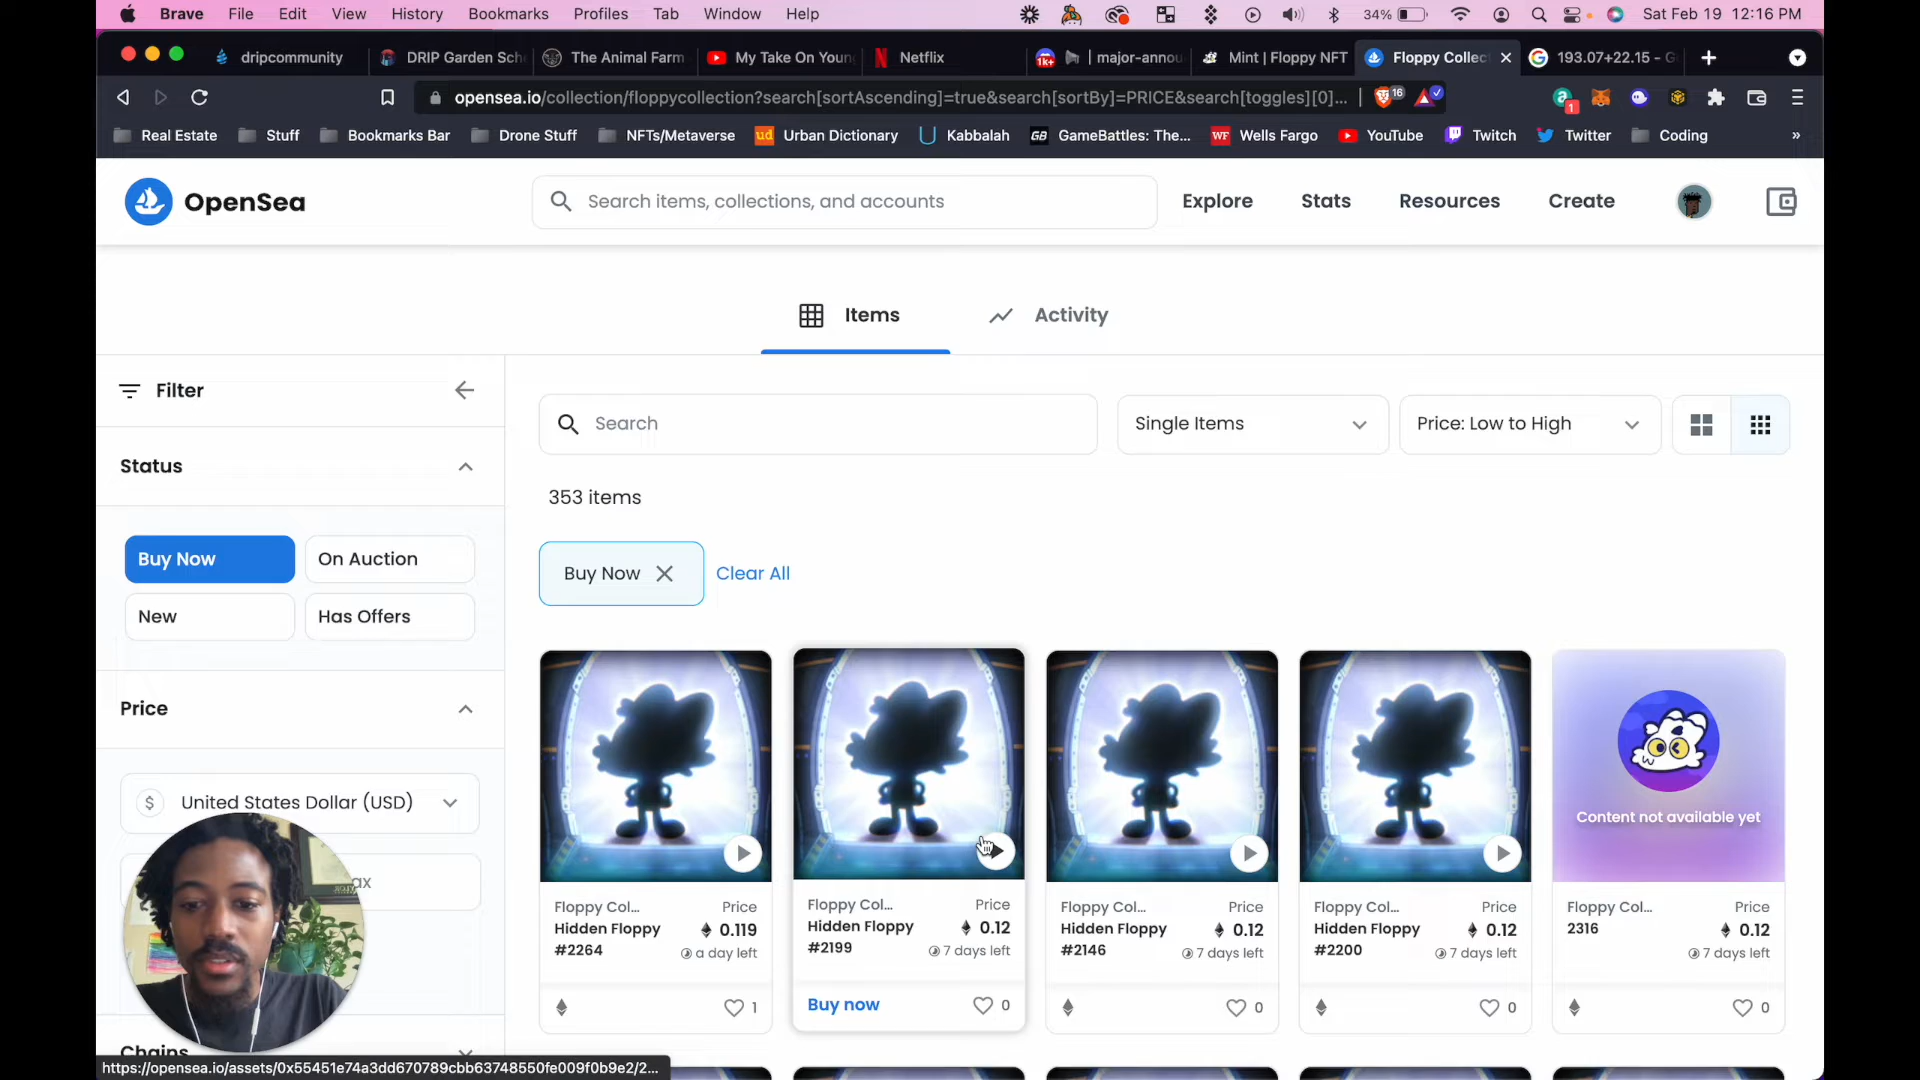 Brave File Edit View History Bookmarks Profiles Tab Window Help 34% Sat Feb 19 12:16 PM
dripcommunity DRIP Garden Sch The Animal Farm My Take On Youn Netflix 1k+ | major-annou Mint | Floppy NFT Floppy Collec 193.07+22.15 - G
opensea.io/collection/floppycollection?search[sortAscending]=true&search[sortBy]=PRICE&search[toggles][0]... 16 1
Real Estate Stuff Bookmarks Bar Drone Stuff NFTs/Metaverse ud Urban Dictionary Kabbalah GB GameBattles: The... WF Wells Fargo YouTube Twitch Twitter Coding »
OpenSea Search items, collections, and accounts Explore Stats Resources Create
Items Activity
Filter
Search Single Items Price: Low to High
Status
353 items
Buy Now On Auction
Buy Now Clear All
New Has Offers
Price
$ United States Dollar (USD)
ax
Chains
Content not available yet
Floppy Col... Price
Hidden Floppy 0.119
#2264 a day left
1
Floppy Col... Price
Hidden Floppy 0.12
#2199 7 days left
Buy now 0
Floppy Col... Price
Hidden Floppy 0.12
#2146 7 days left
0
Floppy Col... Price
Hidden Floppy 0.12
#2200 7 days left
0
Floppy Col... Price
2316 0.12
7 days left
0
https://opensea.io/assets/0x55451e74a3dd670789cbb63748550fe009f0b9e2/2...